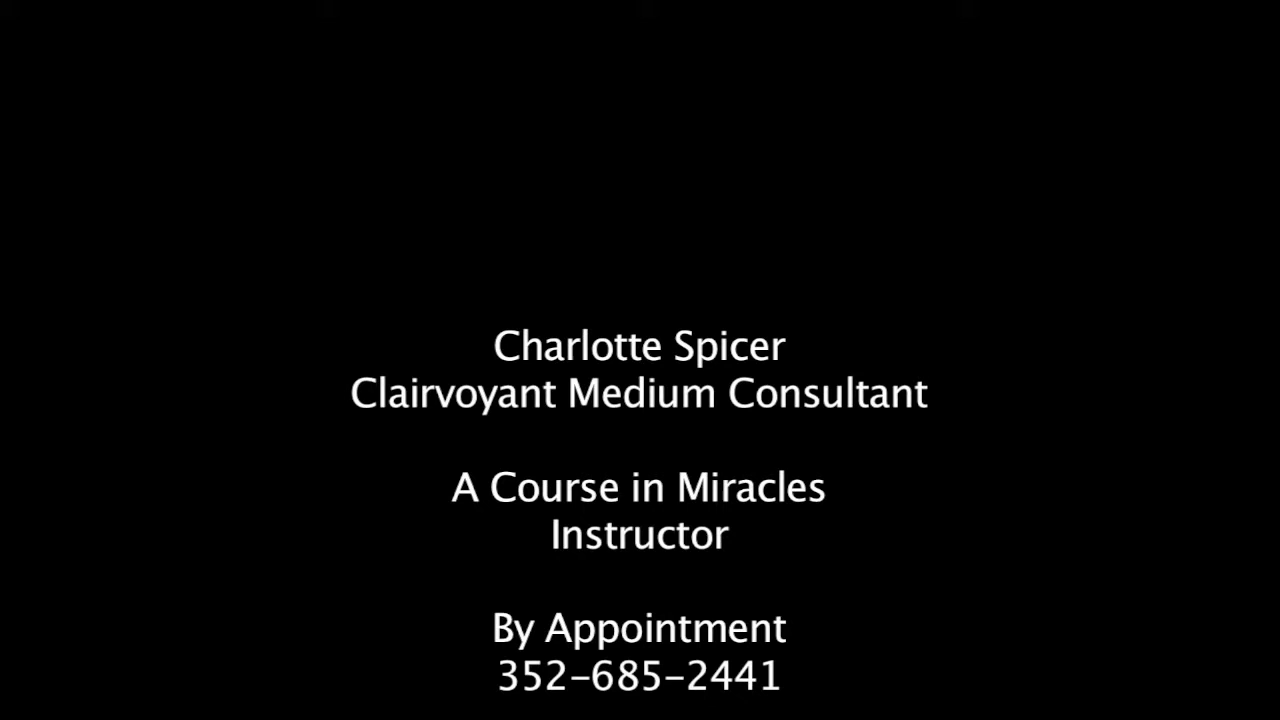 Charlotte Spicer
Clairvoyant Medium Consultant
A Course in Miracles
Instructor
By Appointment
352-685-2441